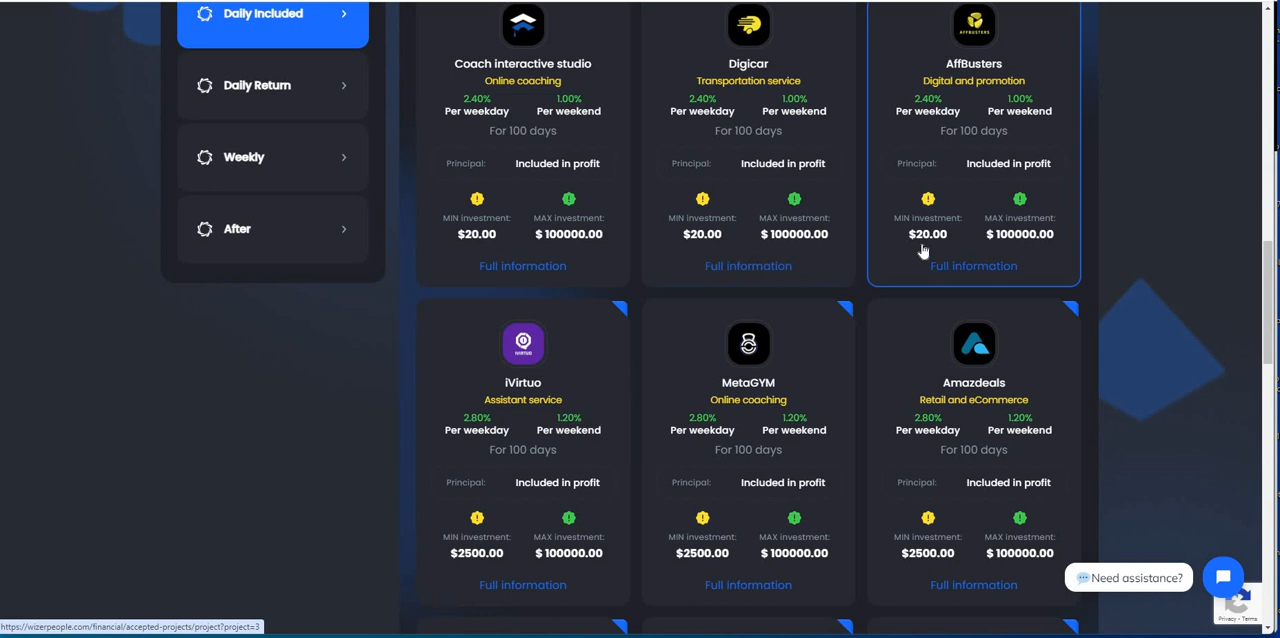 Daily Included
Daily Return
Weekly
After
Coach interactive studio
Online coaching
2.40% 1.00%
Per weekday Per weekend
For 100 days
Principal: Included in profit
MIN investment: MAX investment:
$20.00 $ 100000.00
Full information
Digicar
Transportation service
2.40% 1.00%
Per weekday Per weekend
For 100 days
Principal: Included in profit
MIN investment: MAX investment:
$20.00 $ 100000.00
Full information
AFFBUSTERS
AffBusters
Digital and promotion
2.40% 1.00%
Per weekday Per weekend
For 100 days
Principal: Included in profit
MIN investment: MAX investment:
$20.00 $ 100000.00
Full information
IVIRTUO
iVirtuo
Assistant service
2.80% 1.20%
Per weekday Per weekend
For 100 days
Principal: Included in profit
MIN investment: MAX investment:
$2500.00 $ 100000.00
Full information
MetaGYM
Online coaching
2.80% 1.20%
Per weekday Per weekend
For 100 days
Principal: Included in profit
MIN investment: MAX investment:
$2500.00 $ 100000.00
Full information
Amazdeals
Retail and eCommerce
2.80% 1.20%
Per weekday Per weekend
For 100 days
Principal: Included in profit
MIN investment: MAX investment:
$2500.00 $ 100000.00
Full information
Need assistance?
Privacy - Terms
https://wizerpeople.com/financial/accepted-projects/project?project=3